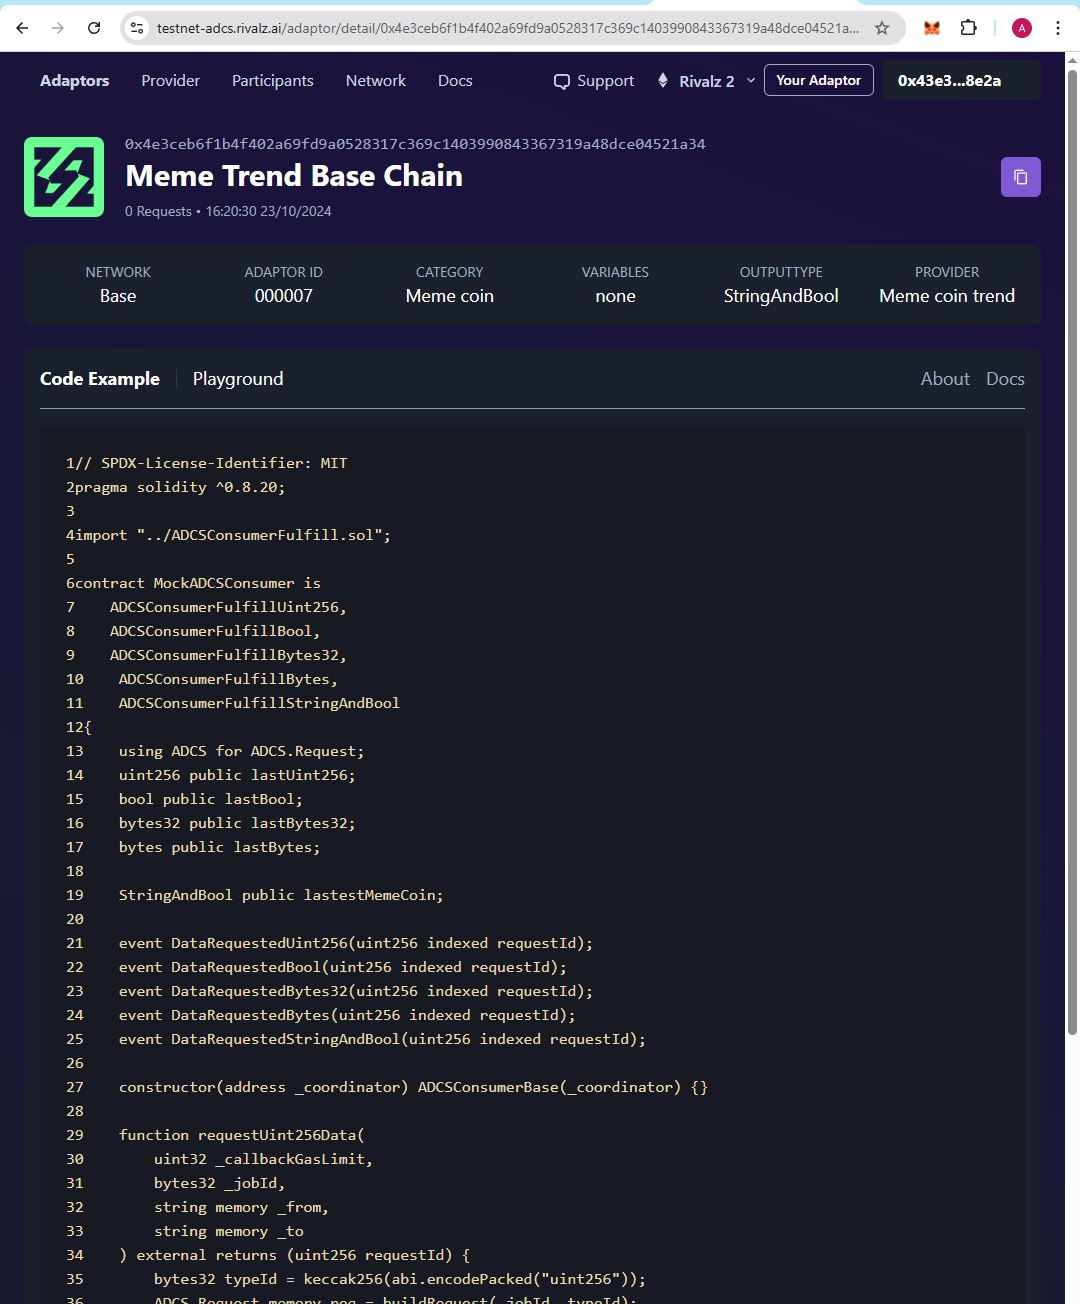 testnet-adcs.rivalz.ai/adaptor/detail/0x4e3ceb6f1b4f402a69fd9a0528317c369c1403990843367319a48dce04521a...
A
Adaptors Provider Participants Network Docs Support Rivalz 2 Your Adaptor 0x43e3...8e2a
0x4e3ceb6f1b4f402a69fd9a0528317c369c1403990843367319a48dce04521a34
Meme Trend Base Chain
0 Requests • 16:20:30 23/10/2024
NETWORK ADAPTOR ID CATEGORY VARIABLES OUTPUTTYPE PROVIDER
Base 000007 Meme coin none StringAndBool Meme coin trend
Code Example Playground About Docs
1// SPDX-License-Identifier: MIT
2pragma solidity ^0.8.20;
3
4import "../ADCSConsumerFulfill.sol";
5
6contract MockADCSConsumer is
7    ADCSConsumerFulfillUint256,
8    ADCSConsumerFulfillBool,
9    ADCSConsumerFulfillBytes32,
10    ADCSConsumerFulfillBytes,
11    ADCSConsumerFulfillStringAndBool
12{
13    using ADCS for ADCS.Request;
14    uint256 public lastUint256;
15    bool public lastBool;
16    bytes32 public lastBytes32;
17    bytes public lastBytes;
18
19    StringAndBool public lastestMemeCoin;
20
21    event DataRequestedUint256(uint256 indexed requestId);
22    event DataRequestedBool(uint256 indexed requestId);
23    event DataRequestedBytes32(uint256 indexed requestId);
24    event DataRequestedBytes(uint256 indexed requestId);
25    event DataRequestedStringAndBool(uint256 indexed requestId);
26
27    constructor(address _coordinator) ADCSConsumerBase(_coordinator) {}
28
29    function requestUint256Data(
30        uint32 _callbackGasLimit,
31        bytes32 _jobId,
32        string memory _from,
33        string memory _to
34    ) external returns (uint256 requestId) {
35        bytes32 typeId = keccak256(abi.encodePacked("uint256"));
36        ADCS.Request memory req = buildRequest(_jobId, typeId);